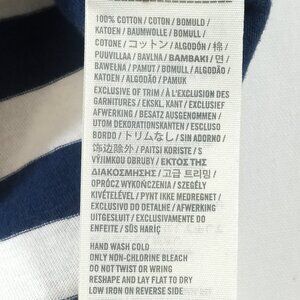 100% COTTON / COTON / BOMULD /
KATOEN / BAUMWOLLE / BOMULL /
COTONE / コットン / ALGODÓN / 棉 /
PUUVILLAA / BAVLNA / ΒΑΜΒΑΚΙ / 면 /
BAWEŁNA / PAMUT / BOMULL / ALGODÃO /
KATOEN / ALGODÃO / PAMUK
EXCLUSIVE OF TRIM / À L'EXCLUSION DES
GARNITURES / EKSKL. KANT / EXCLUSIEF
AFWERKING / BESATZ AUSGENOMMEN /
UTOM DEKORATIONSKANTEN / ESCLUSO
BORDO / トリムなし / SIN ADORNO /
饰边除外 / PAITSI KORISTE / S
VÝJIMKOU OBRUBY / ΕΚΤΟΣ ΤΗΣ
ΔΙΑΚΟΣΜΗΣΗΣ / 고급 트리밍 /
OPRÓCZ WYKOŃCZENIA / SZEGÉLY
KIVÉTELÉVEL / PYNT IKKE MEDREGNET /
EXCLUSIVO DO DETALHE / AFWERKING
UITGESLUIT / EXCLUSIVAMENTE DO
ENFEITE / SÜS HARİÇ
HAND WASH COLD
ONLY NON-CHLORINE BLEACH
DO NOT TWIST OR WRING
RESHAPE AND LAY FLAT TO DRY
LOW IRON ON REVERSE SIDE